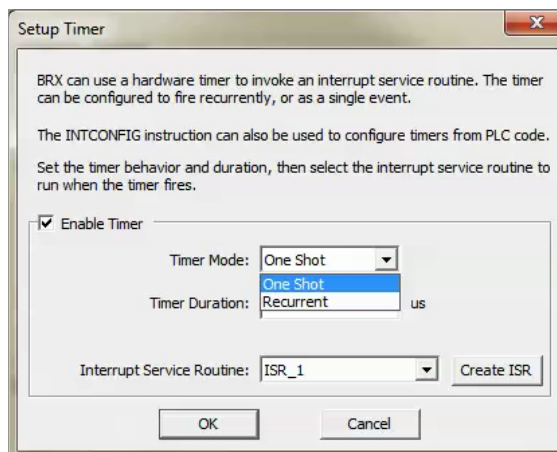 Setup Timer
BRX can use a hardware timer to invoke an interrupt service routine. The timer
can be configured to fire recurrently, or as a single event.
The INTCONFIG instruction can also be used to configure timers from PLC code.
Set the timer behavior and duration, then select the interrupt service routine to
run when the timer fires.
Enable Timer
Timer Mode: One Shot
One Shot
Timer Duration: Recurrent us
Interrupt Service Routine: ISR_1 Create ISR
OK Cancel